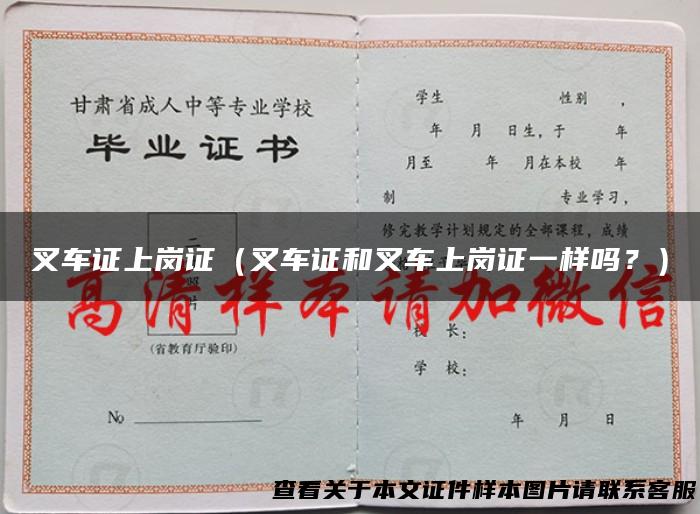 甘肃省成人中等专业学校
毕业证书
二
照
片
(省教育厅验印)
No
学生 性别 ,
年 月 日生,于 年
月至 年 月在本校 年
制 专业学习,
修完教学计划规定的全部课程,成绩
叉车证上岗证（叉车证和叉车上岗证一样吗？）
高清样本请加微信
校 长:
学 校:
年 月 日
查看关于本文证件样本图片请联系客服